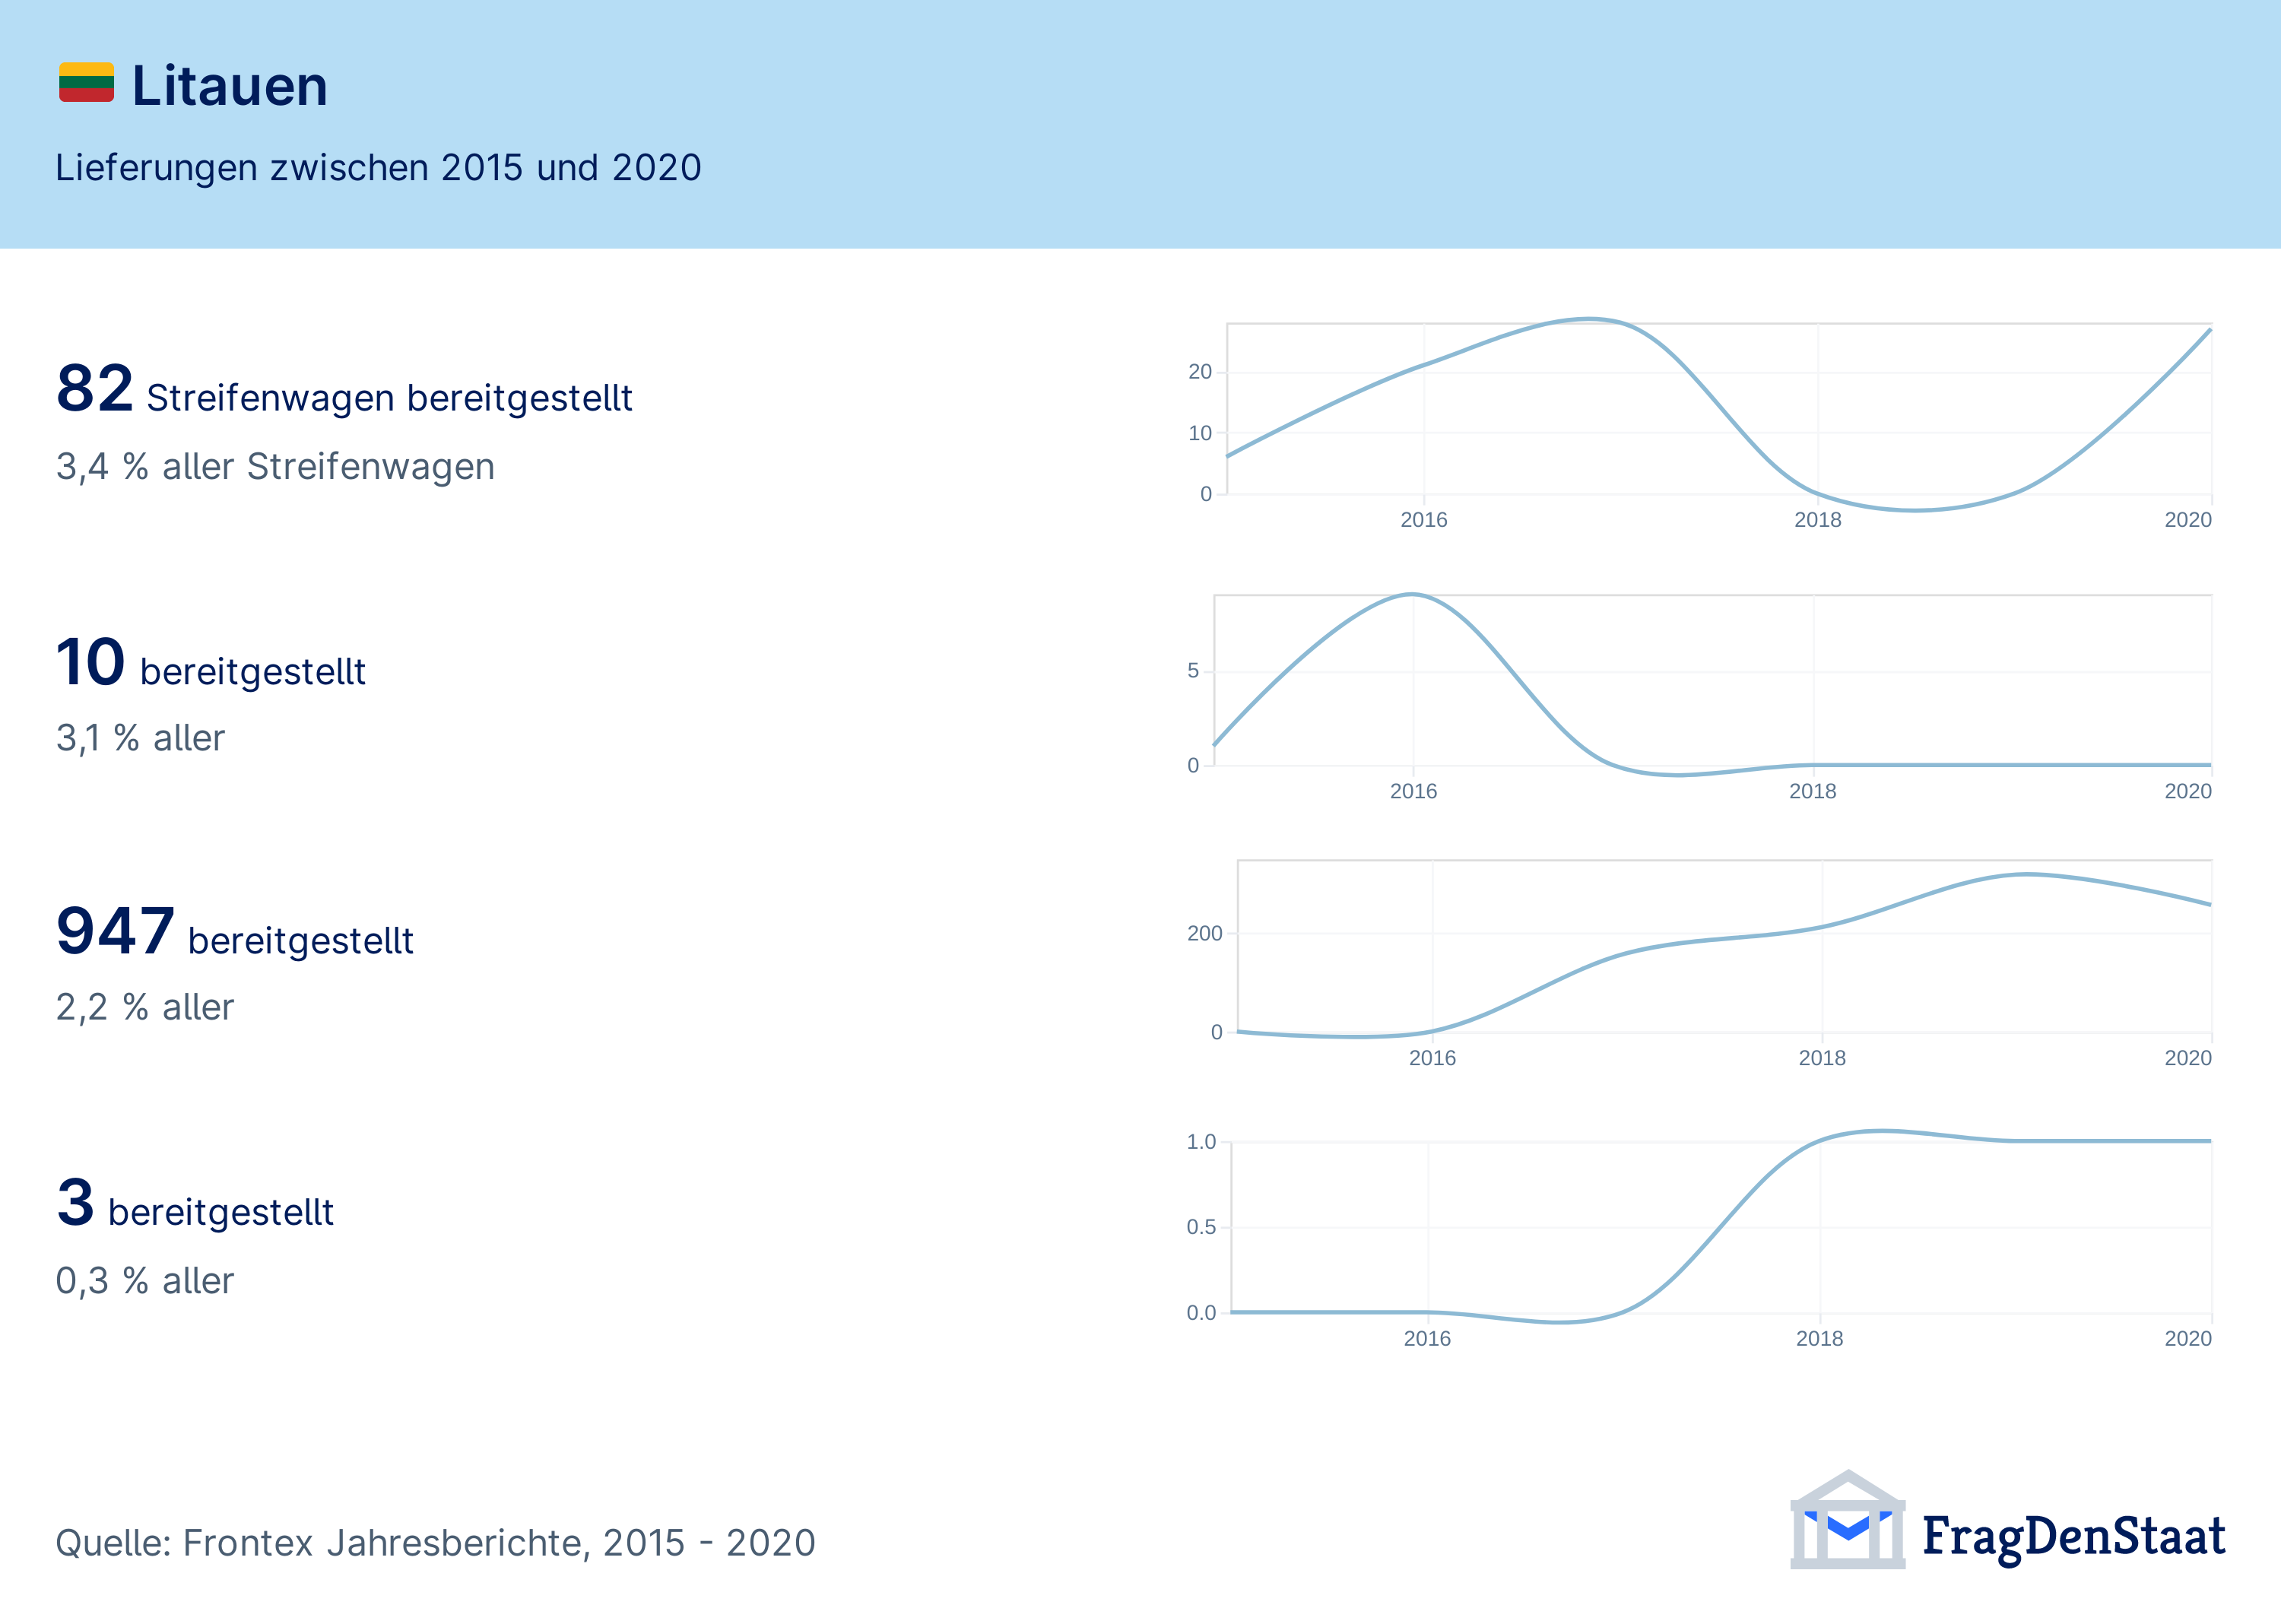 Litauen
Lieferungen zwischen 2015 und 2020
82 Streifenwagen bereitgestellt
3,4 % aller Streifenwagen
20
10
0
2016 2018 2020
10 bereitgestellt
3,1 % aller
5
0
2016 2018 2020
947 bereitgestellt
2,2 % aller
200
0
2016 2018 2020
3 bereitgestellt
0,3 % aller
1.0
0.5
0.0
2016 2018 2020
Quelle: Frontex Jahresberichte, 2015 - 2020
FragDenStaat